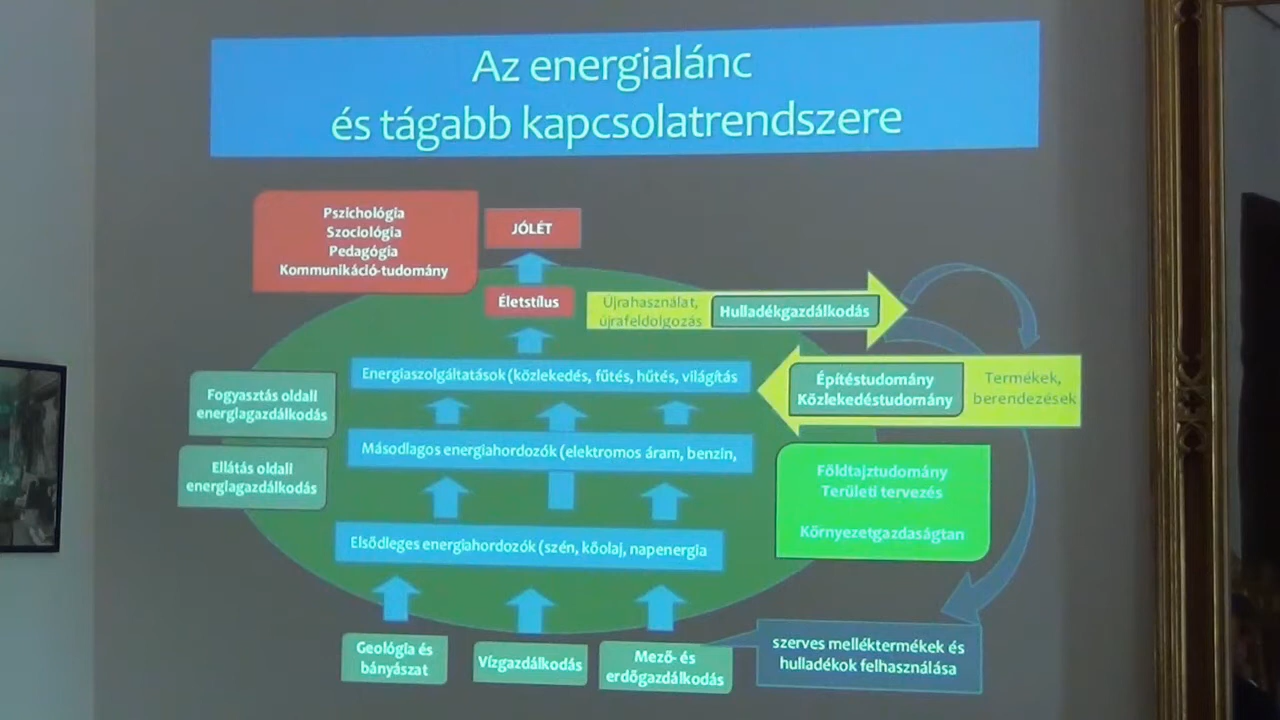 Az energialánc
és tágabb kapcsolatrendszere
Pszichológia
Szociológia
Pedagógia
Kommunikáció-tudomány
JÓLÉT
Életstílus
Újrahasználat,
újrafeldolgozás
Hulladékgazdálkodás
Energiaszolgáltatások (közlekedés, fűtés, hűtés, világítás
Építéstudomány
Közlekedéstudomány
Termékek,
berendezések
Fogyasztás oldali
energiagazdálkodás
Másodlagos energiahordozók (elektromos áram, benzin,
Ellátás oldali
energiagazdálkodás
Földtajztudomány
Területi tervezés
Környezetgazdaságtan
Elsődleges energiahordozók (szén, kőolaj, napenergia
Geológia és
bányászat
Vízgazdálkodás
Mező- és
erdőgazdálkodás
szerves melléktermékek és
hulladékok felhasználása